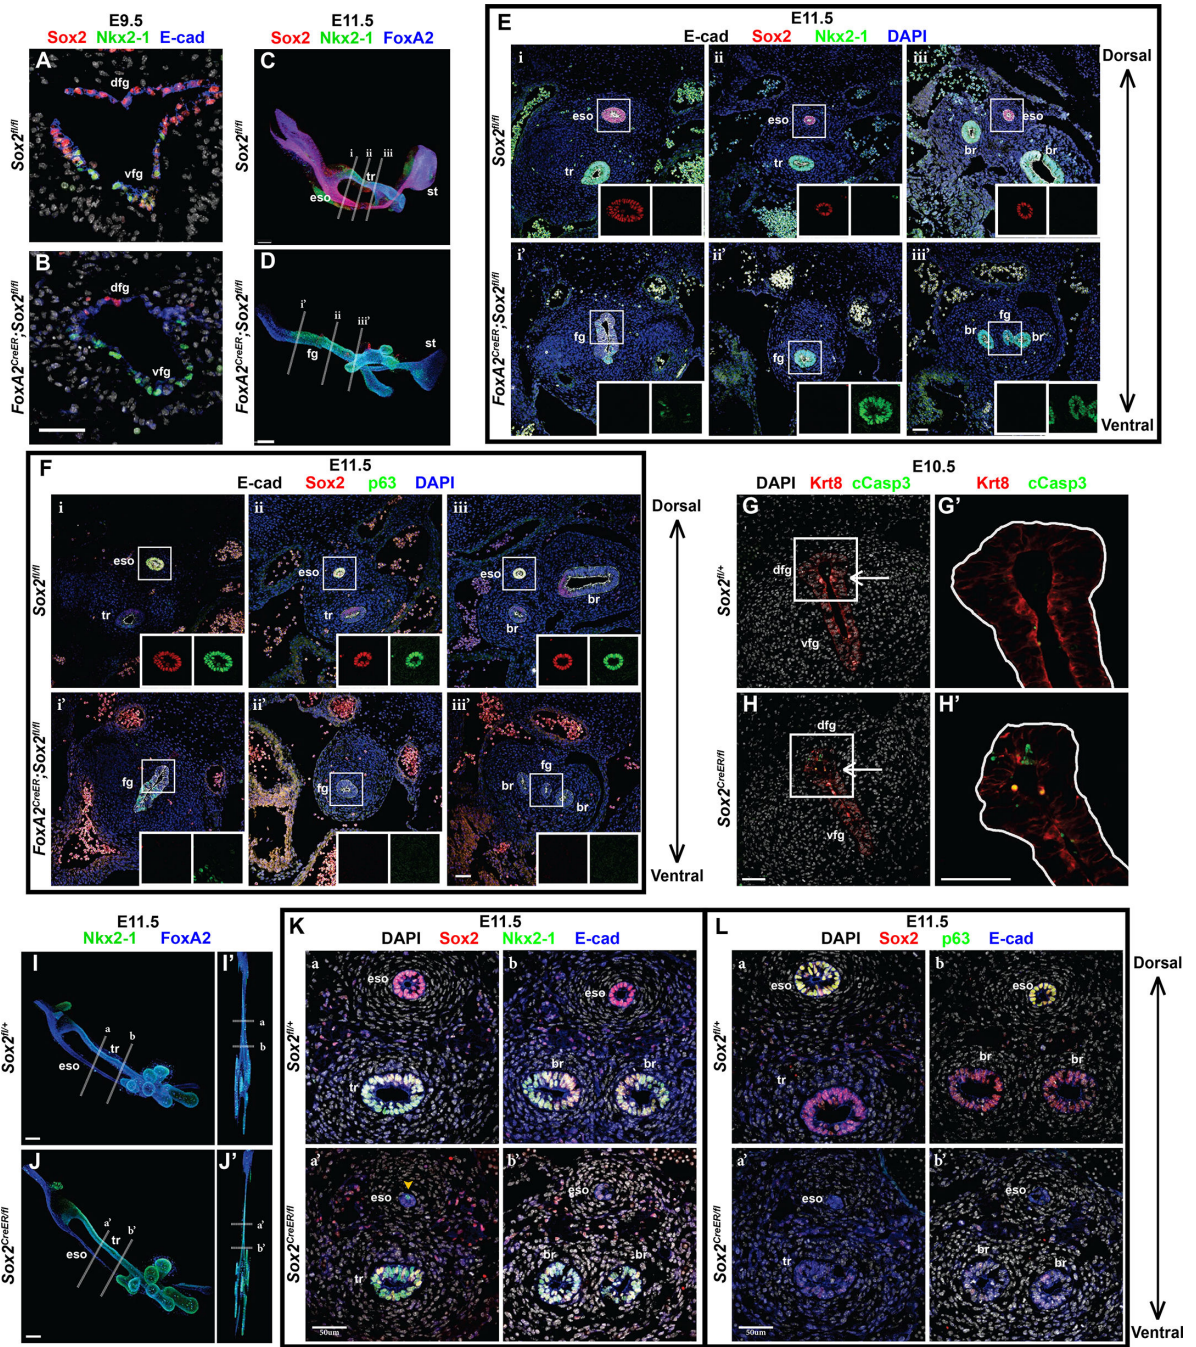 E9.5
Sox2 Nkx2-1 E-cad
A
dfg
vfg
Sox2fl/fl
B
dfg
vfg
FoxA2CreER;Sox2fl/fl
E11.5
Sox2 Nkx2-1 FoxA2
C
i ii iii
tr
eso
st
D
i' ii iii'
fg
st
E
E11.5
E-cad Sox2 Nkx2-1 DAPI
Sox2fl/fl
i
eso
tr
ii
eso
tr
iii
eso
br
br
FoxA2CreER;Sox2fl/fl
i'
fg
ii'
fg
iii'
fg
br
br
Dorsal
Ventral
F
E11.5
E-cad Sox2 p63 DAPI
Sox2fl/fl
i
eso
tr
ii
eso
tr
iii
eso
br
br
FoxA2CreER;Sox2fl/fl
i'
fg
ii'
fg
iii'
fg
br
br
Dorsal
Ventral
E10.5
DAPI Krt8 cCasp3
Krt8 cCasp3
Sox2fl/+
G
dfg
vfg
G'
Sox2CreER/fl
H
dfg
vfg
H'
E11.5
Nkx2-1 FoxA2
Sox2fl/+
I
a b
tr
eso
I'
a
b
Sox2CreER/fl
J
a' b'
tr
eso
J'
a'
b'
K
E11.5
DAPI Sox2 Nkx2-1 E-cad
Sox2fl/+
a
eso
tr
b
eso
br
br
Sox2CreER/fl
a'
eso
tr
50um
b'
eso
br
br
L
E11.5
DAPI Sox2 p63 E-cad
Sox2fl/+
a
eso
tr
b
eso
br
br
Sox2CreER/fl
a'
eso
tr
50um
b'
eso
br
br
Dorsal
Ventral